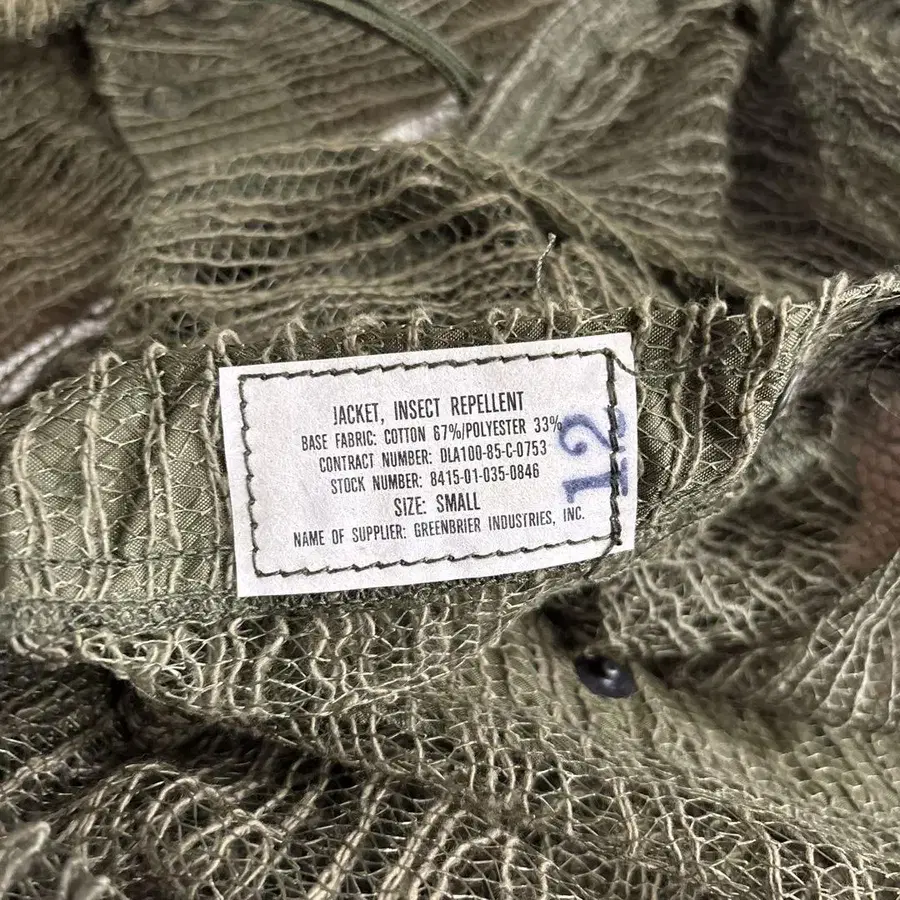 JACKET, INSECT REPELLENT
BASE FABRIC: COTTON 67%/POLYESTER 33%
CONTRACT NUMBER: DLA100-85-C-0753
STOCK NUMBER: 8415-01-035-0846
SIZE: SMALL
NAME OF SUPPLIER: GREENBRIER INDUSTRIES, INC.
12